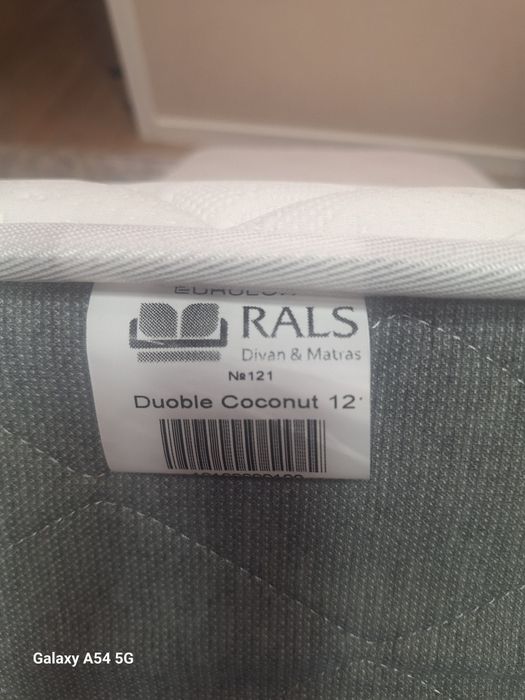 RALS
Divan & Matras
№121
Duoble Coconut 12
Galaxy A54 5G